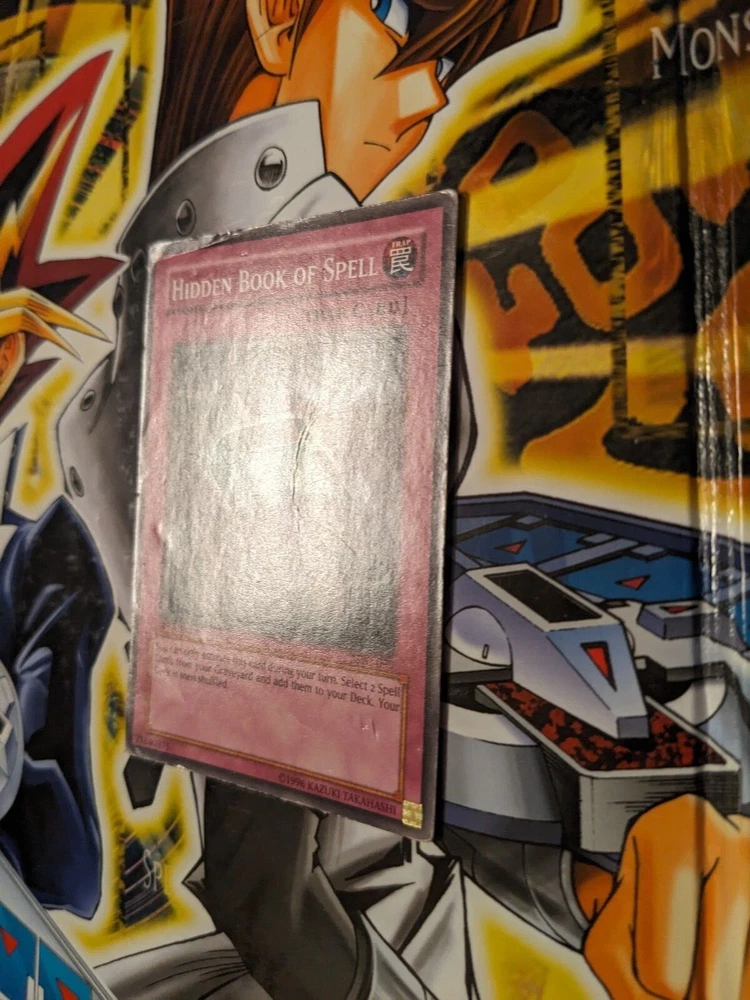 MONS
HIDDEN BOOK OF SPELL
TRAP
罠
You can only activate this card during your turn. Select 2 Spell
Cards from your Graveyard and add them to your Deck. Your
Deck is then shuffled.
©1996 KAZUKI TAKAHASHI
SP